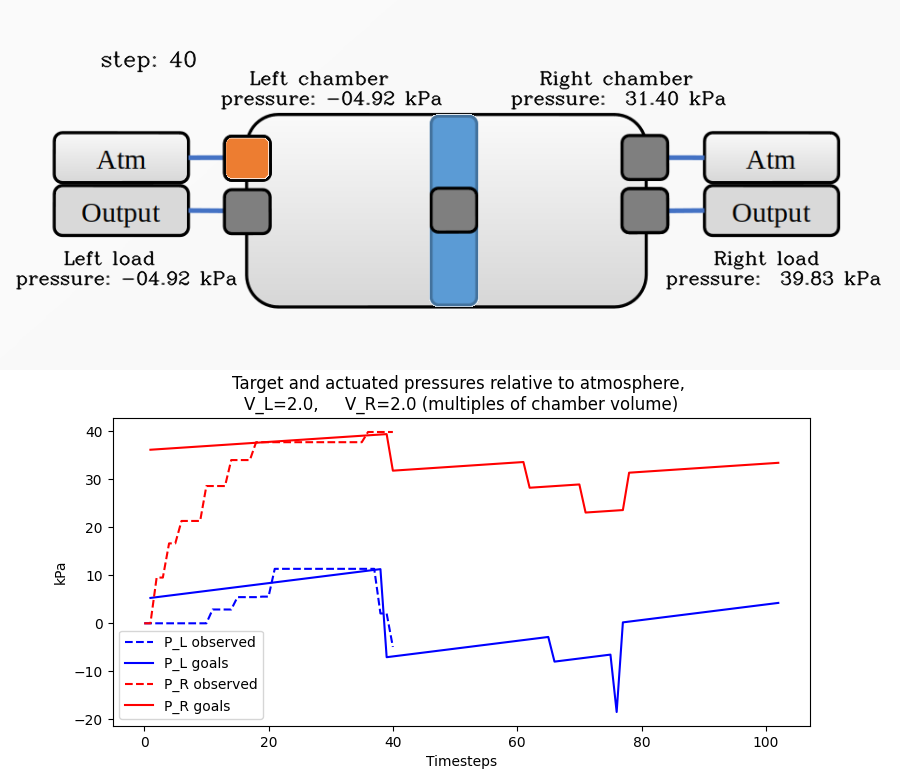 step: 40
Left chamber
pressure: −04.92 kPa
Right chamber
pressure: 31.40 kPa
Atm
Output
Atm
Output
Left load
pressure: −04.92 kPa
Right load
pressure: 39.83 kPa
Target and actuated pressures relative to atmosphere,
V_L=2.0, V_R=2.0 (multiples of chamber volume)
kPa
40
30
20
10
0
−10
−20
P_L observed
P_L goals
P_R observed
P_R goals
0 20 40 60 80 100
Timesteps